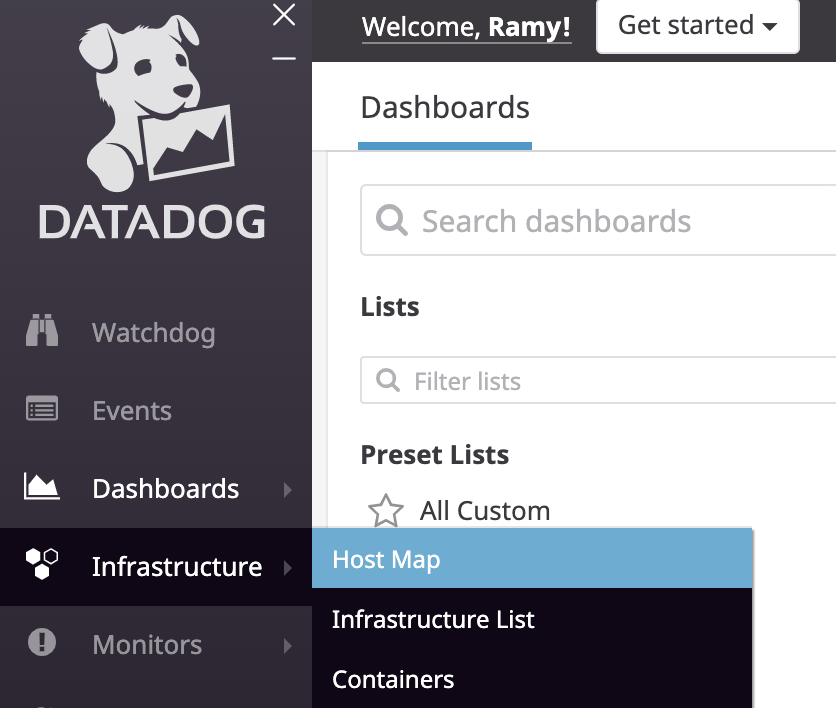 DATADOG
Watchdog
Events
Dashboards
Infrastructure
Monitors
Welcome, Ramy!
Get started
Dashboards
Search dashboards
Lists
Filter lists
Preset Lists
All Custom
Host Map
Infrastructure List
Containers